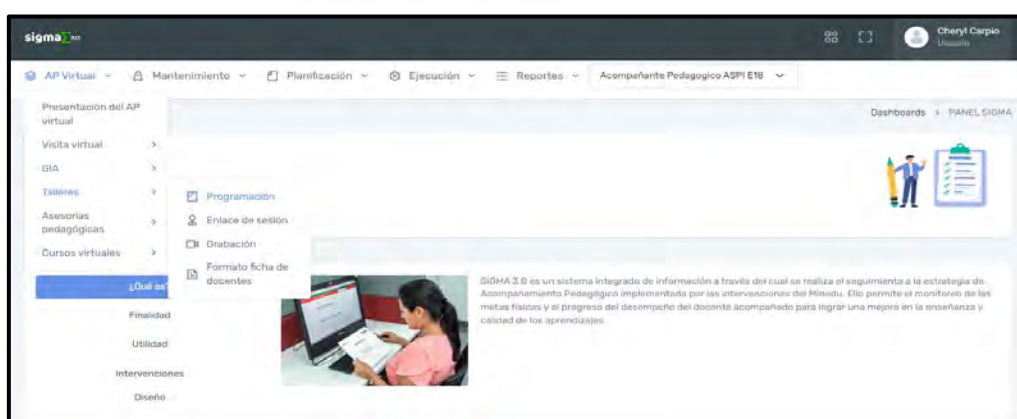 sigma 3.0
Cheryl Carpio
Usuario
AP Virtual
Mantenimiento
Planificación
Ejecución
Reportes
Acompañante Pedagogico ASPI E18
Dashboards > PANEL SIGMA
Presentación del AP
virtual
Visita virtual
GIA
Talleres
Asesorías
pedagógicas
Cursos virtuales
Programación
Enlace de sesión
Grabación
Formato ficha de
docentes
¿Qué es?
Finalidad
Utilidad
Intervenciones
Diseño
SIGMA 3.0 es un sistema integrado de información a través del cual se realiza el seguimiento a la estrategia de
Acompañamiento Pedagógico implementada por las intervenciones del Minedu. Ello permite el monitoreo de las
metas físicas y el progreso del desempeño del docente acompañado para lograr una mejora en la enseñanza y
calidad de los aprendizajes.